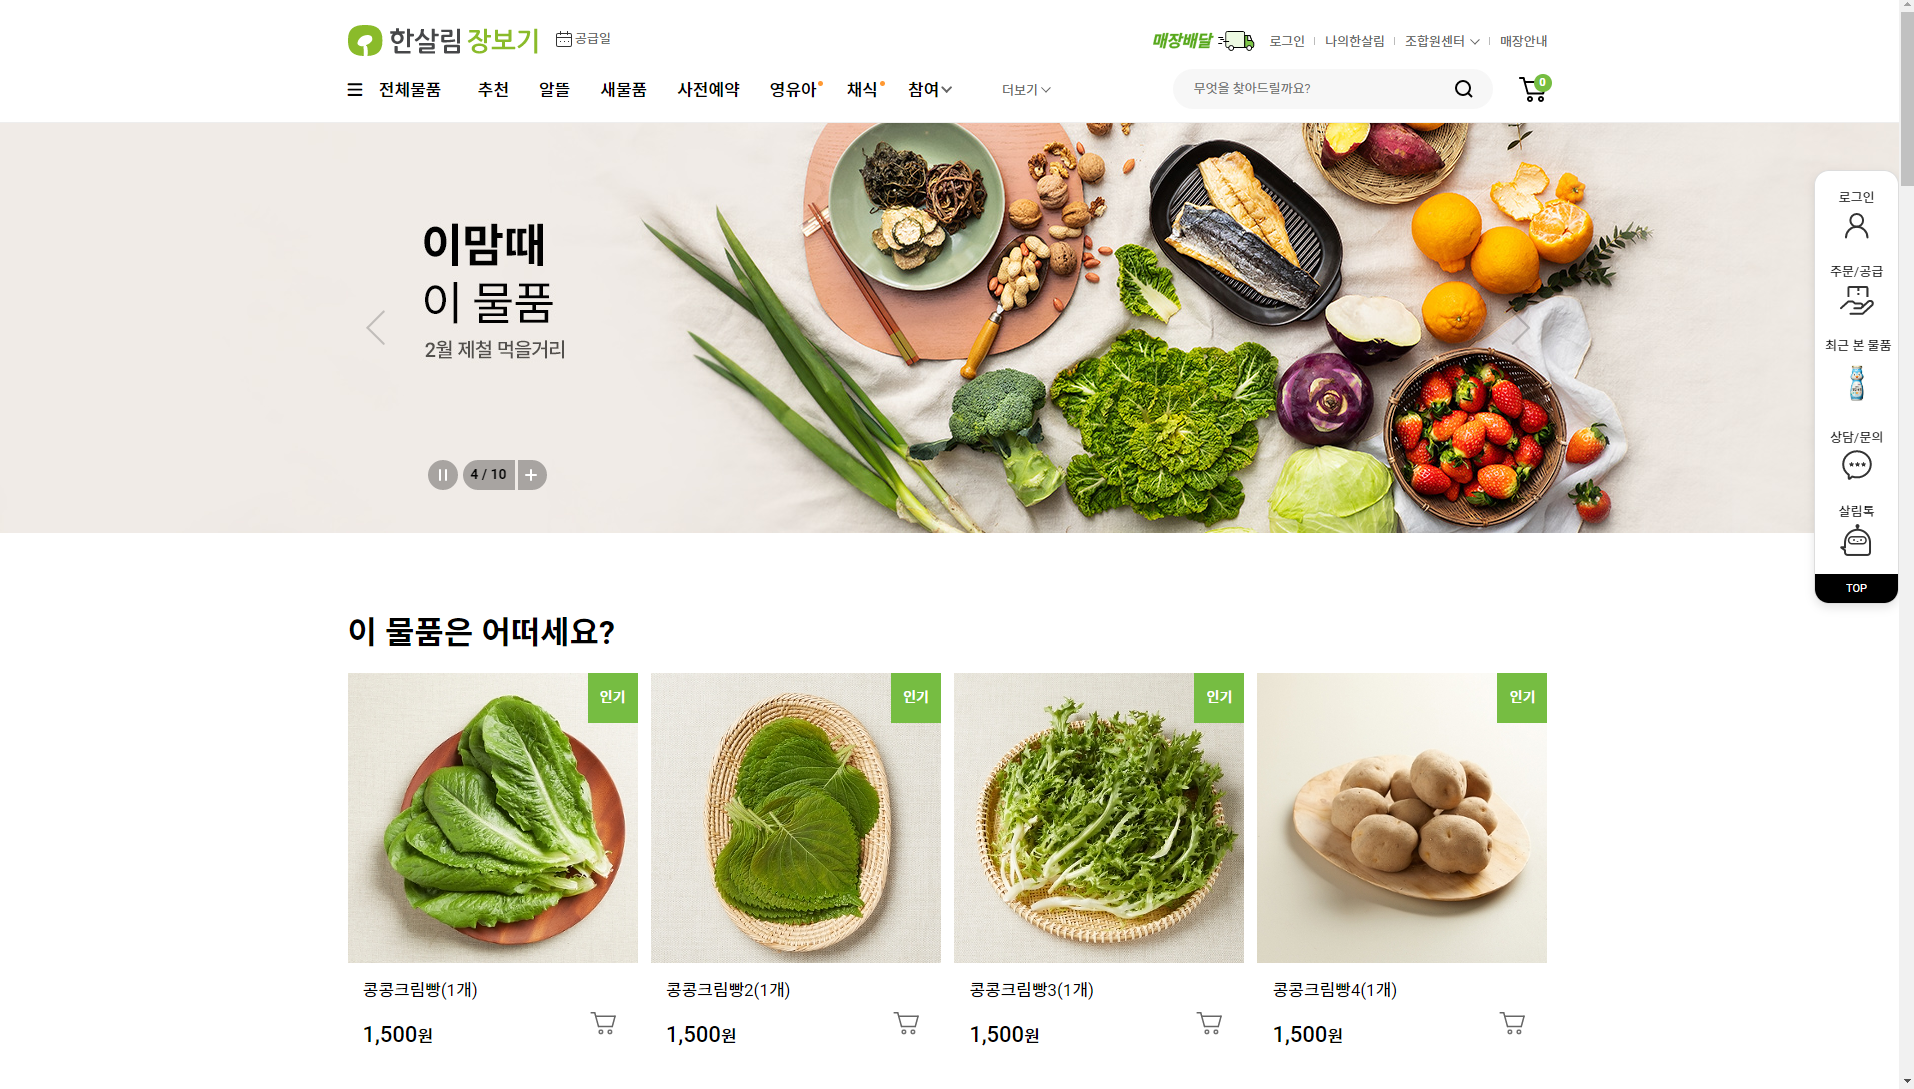 한살림 장보기
공급일
매장배달
로그인
나의한살림
조합원센터
매장안내
전체물품
추천
알뜰
새물품
사전예약
영유아
채식
참여
더보기
무엇을 찾아드릴까요?
0
이맘때
이 물품
2월 제철 먹을거리
4 / 10
로그인
주문/공급
최근 본 물품
상담/문의
살림톡
TOP
이 물품은 어떠세요?
인기
인기
인기
인기
콩콩크림빵(1개)
콩콩크림빵2(1개)
콩콩크림빵3(1개)
콩콩크림빵4(1개)
1,500원
1,500원
1,500원
1,500원